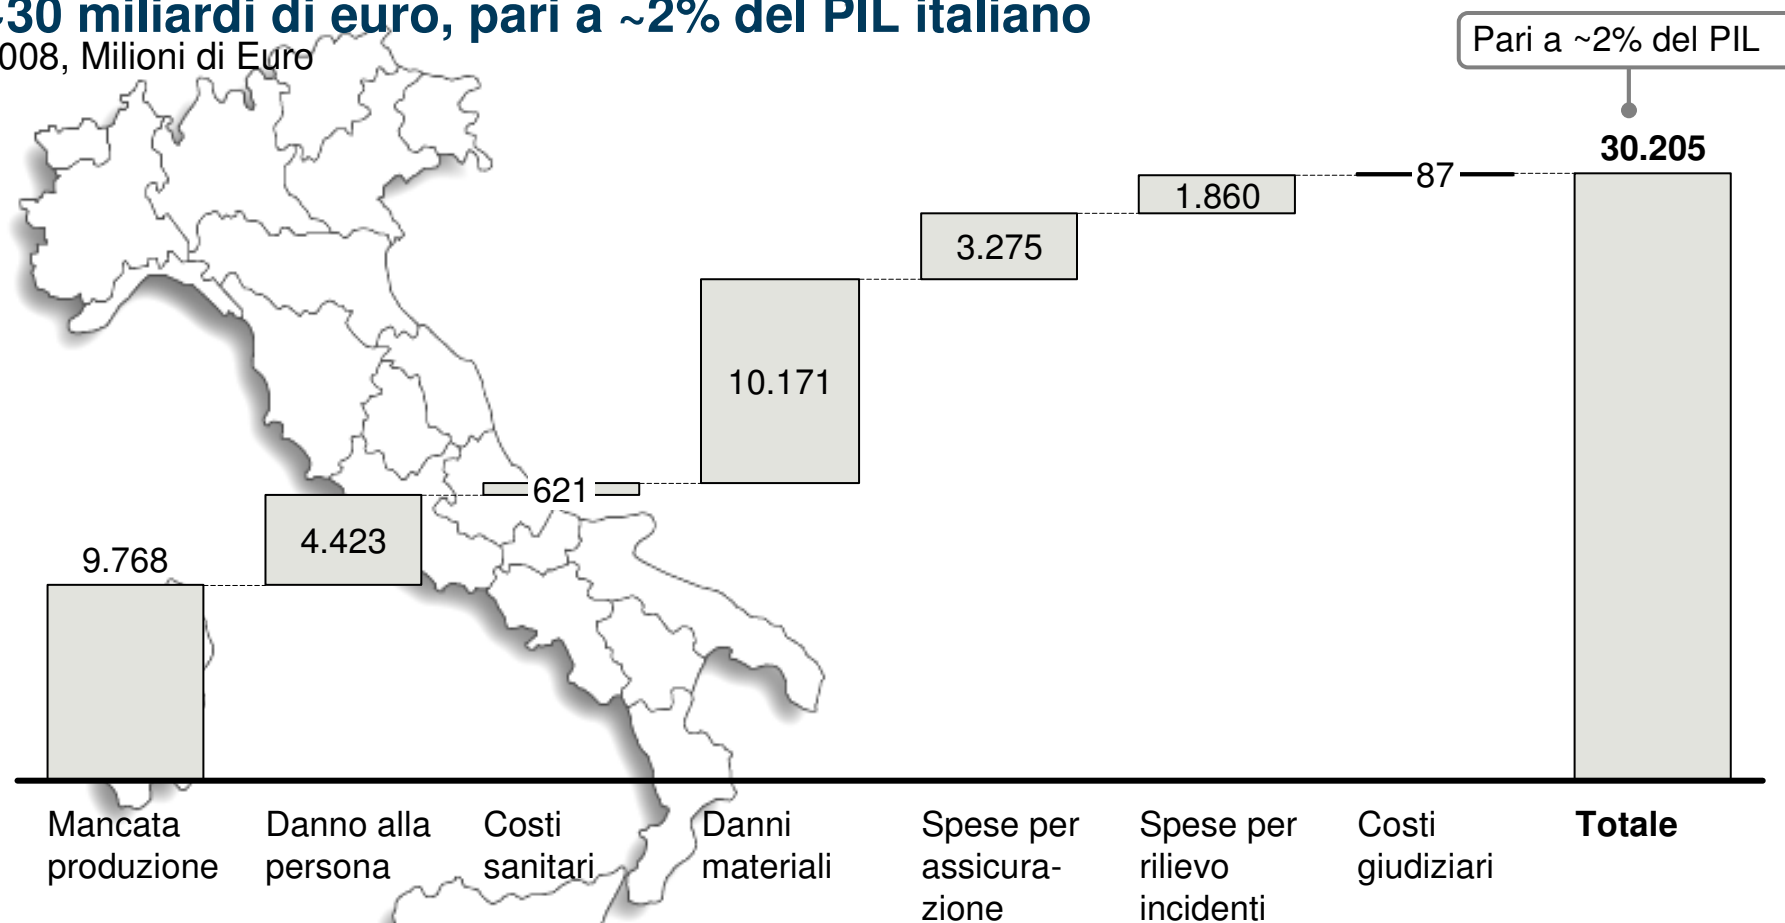 ~30 miliardi di euro, pari a ~2% del PIL italiano
008, Milioni di Euro
Pari a ~2% del PIL
30.205
87
1.860
3.275
10.171
621
4.423
9.768
Mancata
produzione
Danno alla
persona
Costi
sanitari
Danni
materiali
Spese per
assicura-
zione
Spese per
rilievo
incidenti
Costi
giudiziari
Totale